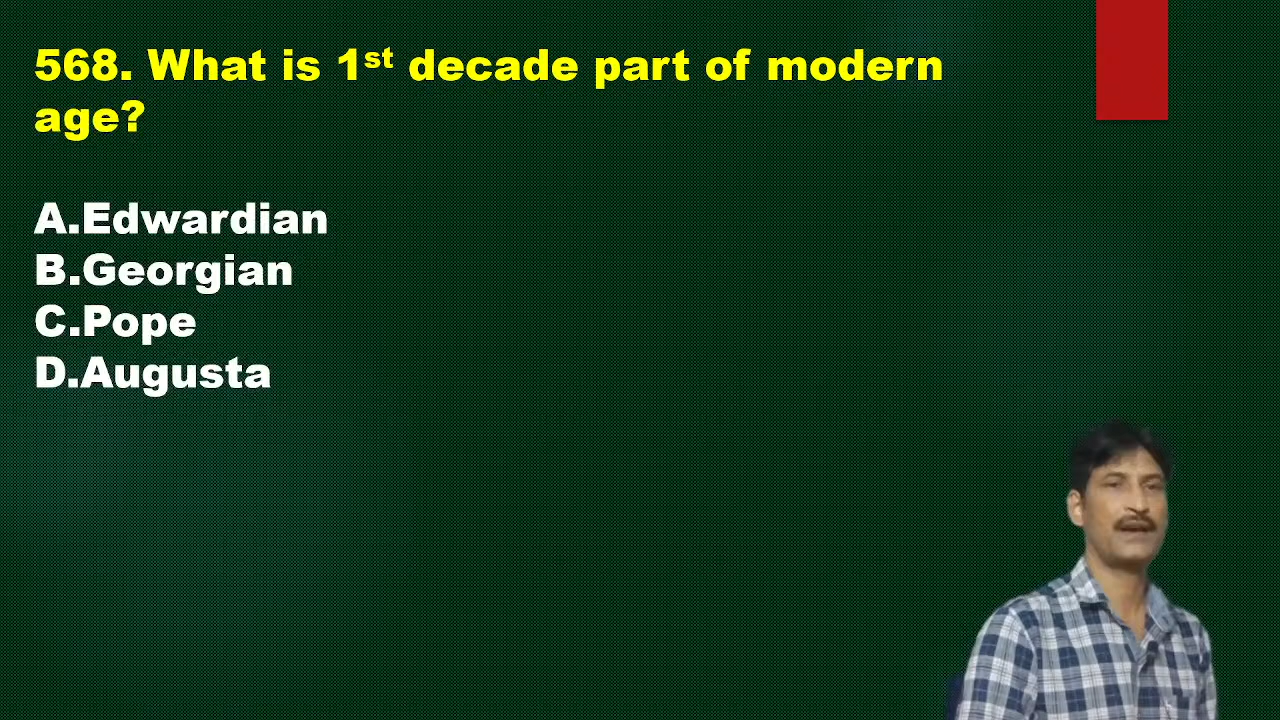 568. What is 1st decade part of modern
age?
A.Edwardian
B.Georgian
C.Pope
D.Augusta